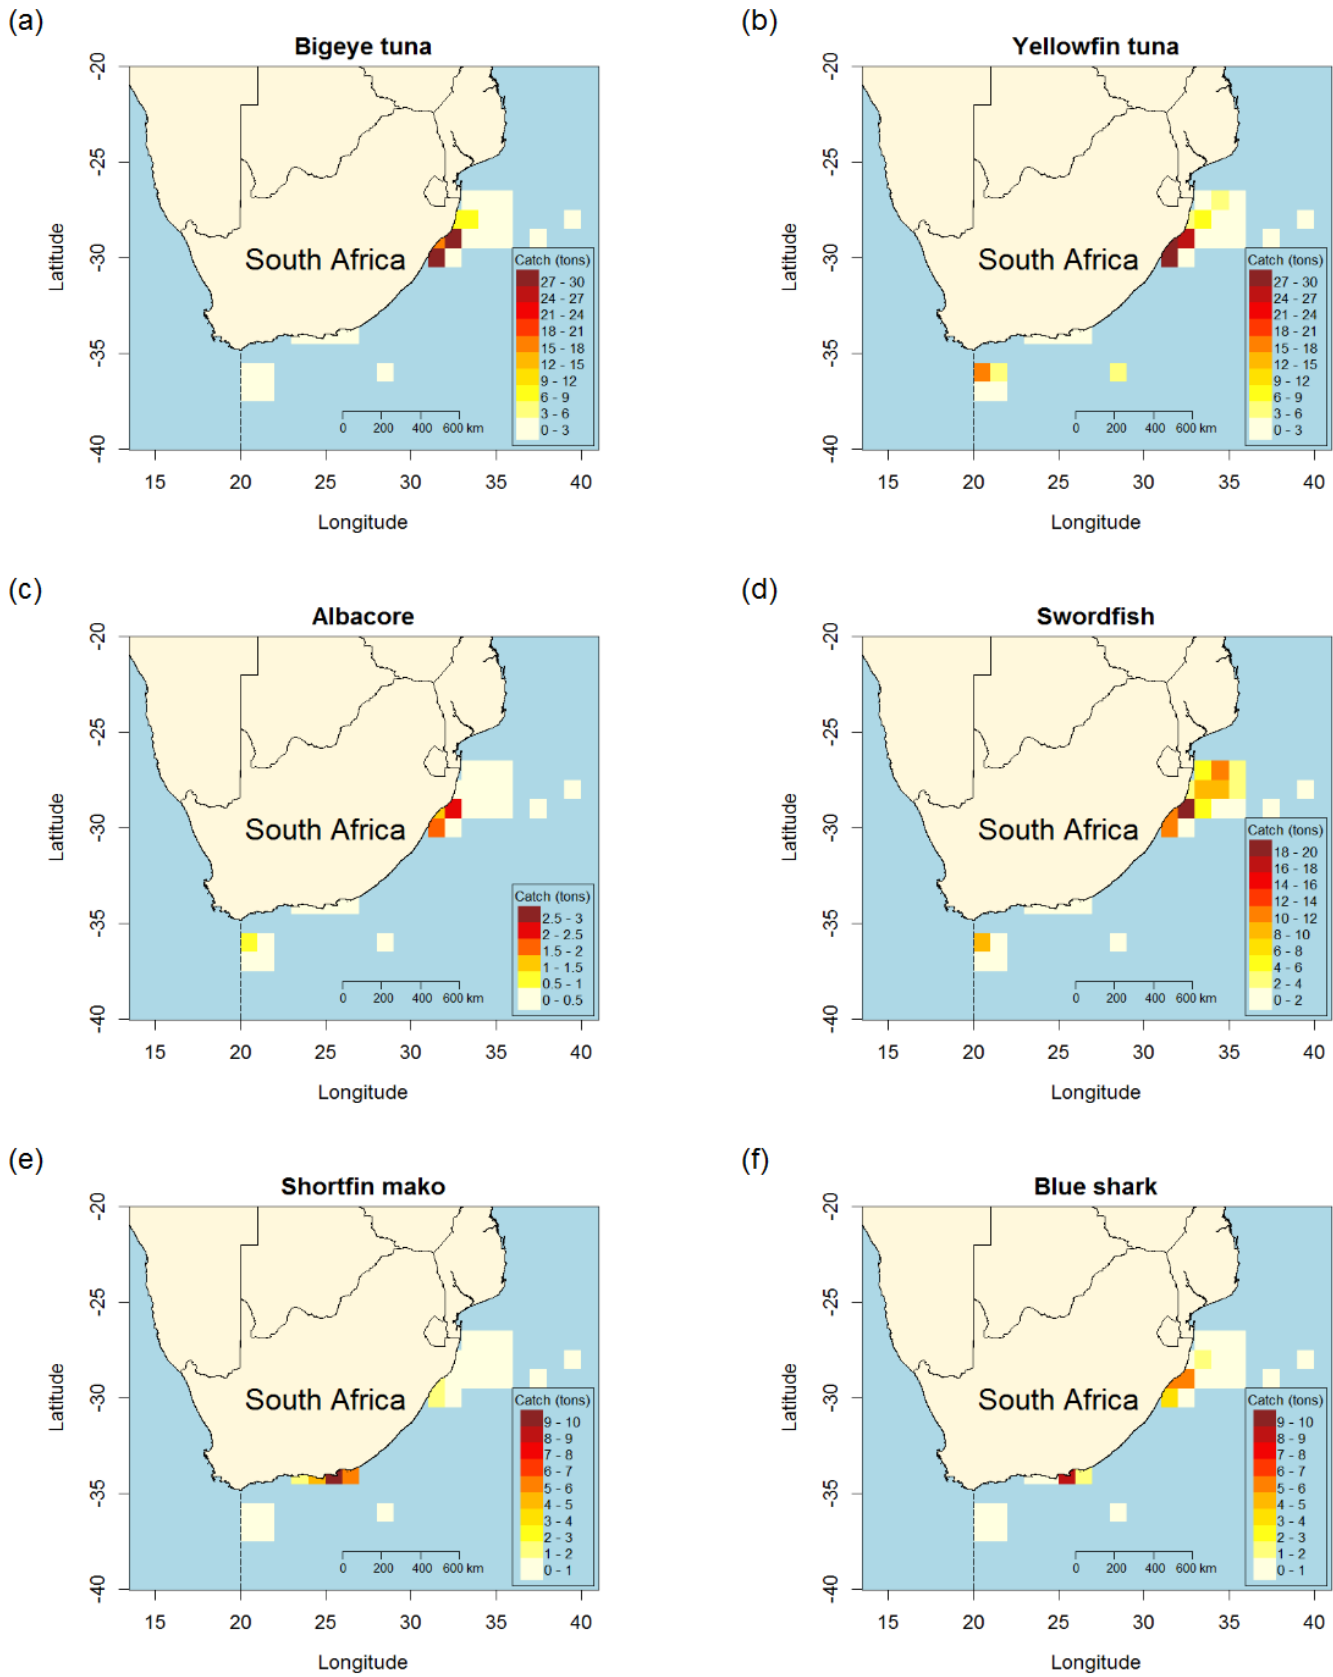 (a)
Bigeye tuna
-20
-25
-30
-35
-40
Latitude
South Africa
Catch (tons)
27 - 30
24 - 27
21 - 24
18 - 21
15 - 18
12 - 15
9 - 12
6 - 9
3 - 6
0 - 3
0 200 400 600 km
15 20 25 30 35 40
Longitude
(b)
Yellowfin tuna
-20
-25
-30
-35
-40
Latitude
South Africa
Catch (tons)
27 - 30
24 - 27
21 - 24
18 - 21
15 - 18
12 - 15
9 - 12
6 - 9
3 - 6
0 - 3
0 200 400 600 km
15 20 25 30 35 40
Longitude
(c)
Albacore
-20
-25
-30
-35
-40
Latitude
South Africa
Catch (tons)
2.5 - 3
2 - 2.5
1.5 - 2
1 - 1.5
0.5 - 1
0 - 0.5
0 200 400 600 km
15 20 25 30 35 40
Longitude
(d)
Swordfish
-20
-25
-30
-35
-40
Latitude
South Africa
Catch (tons)
18 - 20
16 - 18
14 - 16
12 - 14
10 - 12
8 - 10
6 - 8
4 - 6
2 - 4
0 - 2
0 200 400 600 km
15 20 25 30 35 40
Longitude
(e)
Shortfin mako
-20
-25
-30
-35
-40
Latitude
South Africa
Catch (tons)
9 - 10
8 - 9
7 - 8
6 - 7
5 - 6
4 - 5
3 - 4
2 - 3
1 - 2
0 - 1
0 200 400 600 km
15 20 25 30 35 40
Longitude
(f)
Blue shark
-20
-25
-30
-35
-40
Latitude
South Africa
Catch (tons)
9 - 10
8 - 9
7 - 8
6 - 7
5 - 6
4 - 5
3 - 4
2 - 3
1 - 2
0 - 1
0 200 400 600 km
15 20 25 30 35 40
Longitude